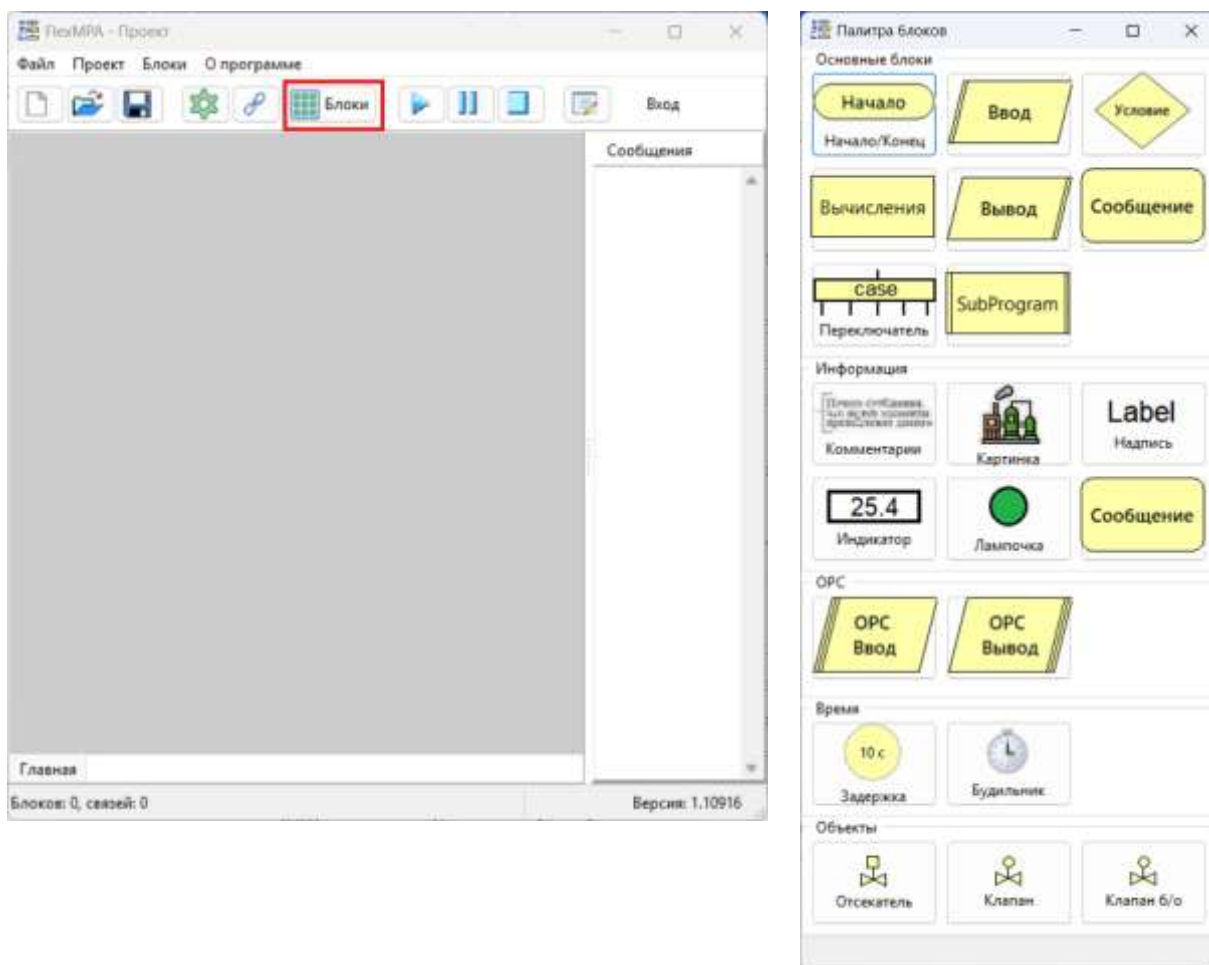 FlexMPA - Проект
Файл Проект Блоки О программе
Блоки
Вход
Сообщения
Главная
Блоков: 0, связей: 0
Версия: 1.10916
Палитра блоков
Основные блоки
Начало
Начало/Конец
Ввод
Условие
Вычисления
Вывод
Сообщение
case
Переключатель
SubProgram
Информация
Комментарии
Картинка
Label
Надпись
25.4
Индикатор
Лампочка
Сообщение
OPC
OPC
Ввод
OPC
Вывод
Время
10 с
Задержка
Будильник
Объекты
Отсекатель
Клапан
Клапан б/о